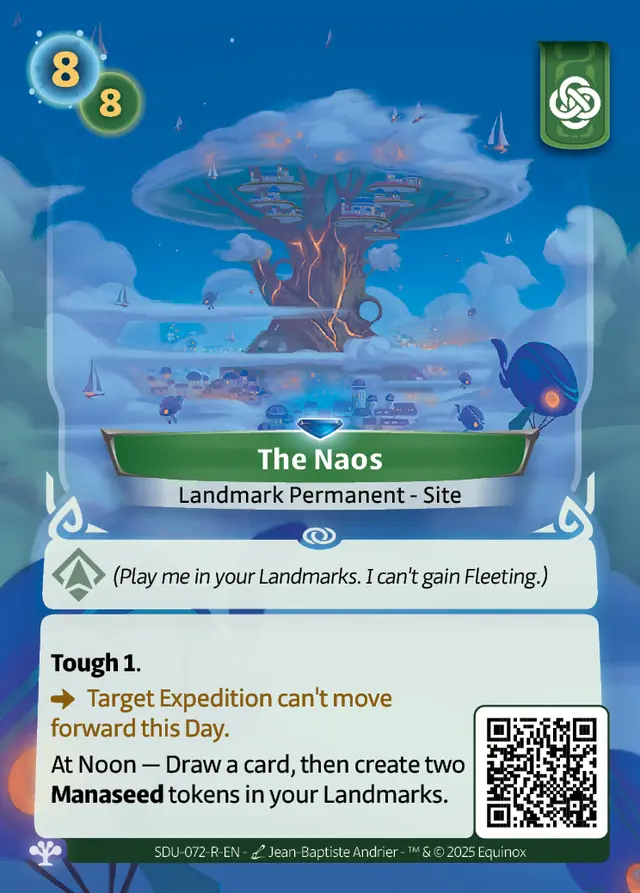 8
8
The Naos
Landmark Permanent - Site
(Play me in your Landmarks. I can't gain Fleeting.)
Tough 1.
Target Expedition can't move
forward this Day.
At Noon — Draw a card, then create two
Manaseed tokens in your Landmarks.
SDU-072-R-EN - Jean-Baptiste Andrier - ™ & © 2025 Equinox